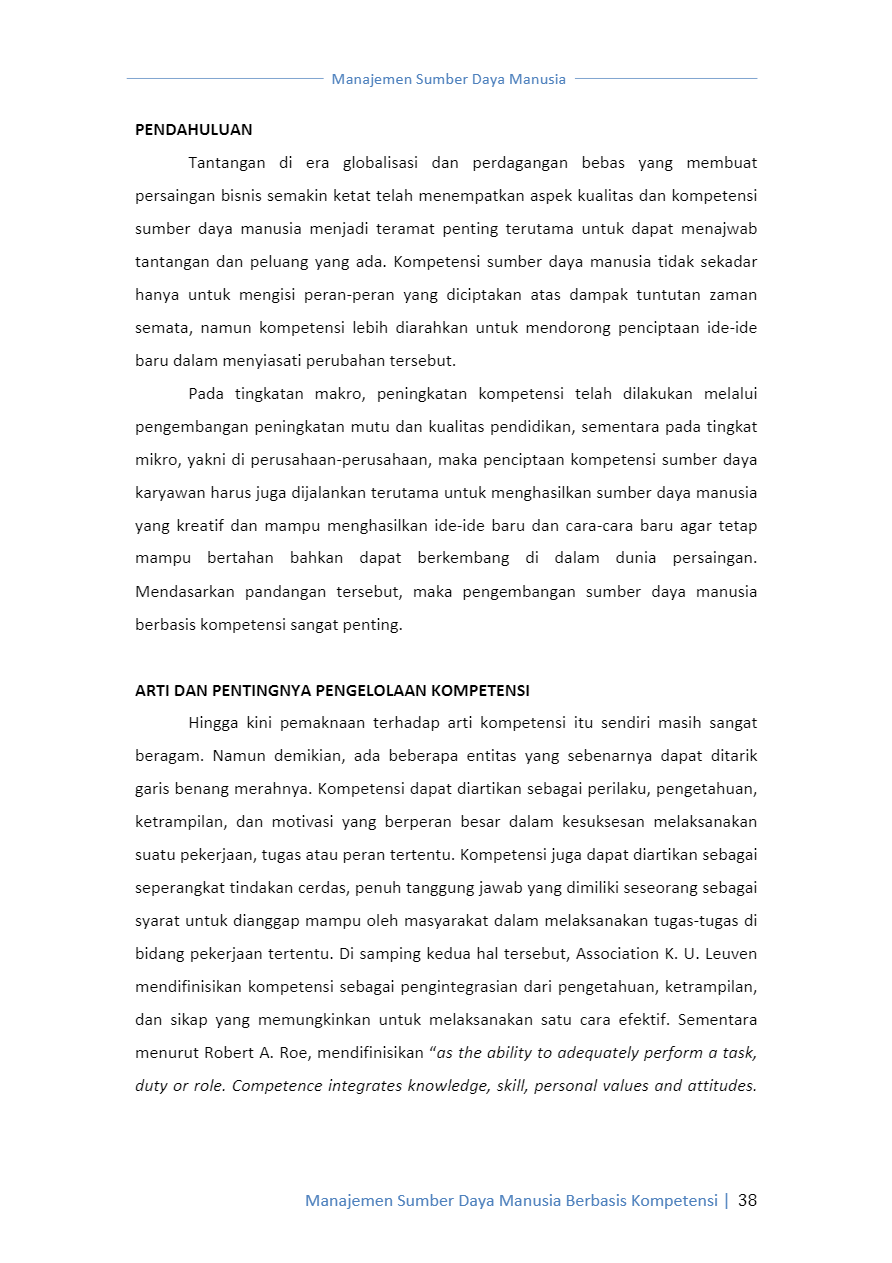 Manajemen Sumber Daya Manusia
PENDAHULUAN
Tantangan di era globalisasi dan perdagangan bebas yang membuat
persaingan bisnis semakin ketat telah menempatkan aspek kualitas dan kompetensi
sumber daya manusia menjadi teramat penting terutama untuk dapat menajwab
tantangan dan peluang yang ada. Kompetensi sumber daya manusia tidak sekadar
hanya untuk mengisi peran-peran yang diciptakan atas dampak tuntutan zaman
semata, namun kompetensi lebih diarahkan untuk mendorong penciptaan ide-ide
baru dalam menyiasati perubahan tersebut.
Pada tingkatan makro, peningkatan kompetensi telah dilakukan melalui
pengembangan peningkatan mutu dan kualitas pendidikan, sementara pada tingkat
mikro, yakni di perusahaan-perusahaan, maka penciptaan kompetensi sumber daya
karyawan harus juga dijalankan terutama untuk menghasilkan sumber daya manusia
yang kreatif dan mampu menghasilkan ide-ide baru dan cara-cara baru agar tetap
mampu bertahan bahkan dapat berkembang di dalam dunia persaingan.
Mendasarkan pandangan tersebut, maka pengembangan sumber daya manusia
berbasis kompetensi sangat penting.
ARTI DAN PENTINGNYA PENGELOLAAN KOMPETENSI
Hingga kini pemaknaan terhadap arti kompetensi itu sendiri masih sangat
beragam. Namun demikian, ada beberapa entitas yang sebenarnya dapat ditarik
garis benang merahnya. Kompetensi dapat diartikan sebagai perilaku, pengetahuan,
ketrampilan, dan motivasi yang berperan besar dalam kesuksesan melaksanakan
suatu pekerjaan, tugas atau peran tertentu. Kompetensi juga dapat diartikan sebagai
seperangkat tindakan cerdas, penuh tanggung jawab yang dimiliki seseorang sebagai
syarat untuk dianggap mampu oleh masyarakat dalam melaksanakan tugas-tugas di
bidang pekerjaan tertentu. Di samping kedua hal tersebut, Association K. U. Leuven
mendifinisikan kompetensi sebagai pengintegrasian dari pengetahuan, ketrampilan,
dan sikap yang memungkinkan untuk melaksanakan satu cara efektif. Sementara
menurut Robert A. Roe, mendifinisikan “as the ability to adequately perform a task,
duty or role. Competence integrates knowledge, skill, personal values and attitudes.
Manajemen Sumber Daya Manusia Berbasis Kompetensi | 38